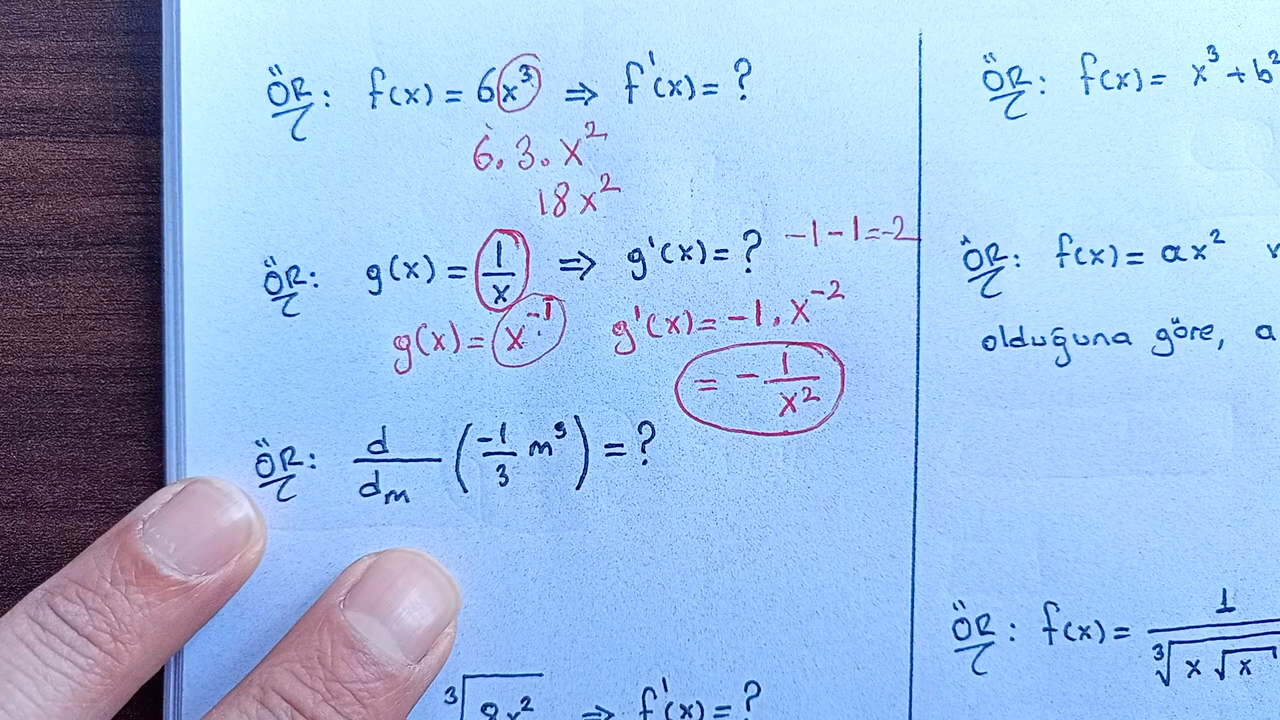 ÖR: f(x) = 6x³ ⇒ f'(x) = ?
6.3.x²
18x²
ÖR: g(x) = 1/x ⇒ g'(x) = ? -1-1=-2
g(x) = x⁻¹ g'(x) = -1.x⁻²
= - 1/x²
ÖR: d/dm (-1/3 m³) = ?
⇒ f'(x) = ?
ÖR: f(x) = x³ + b²
ÖR: f(x) = ax²
olduğuna göre, a
ÖR: f(x) = 1/∛(x√x)